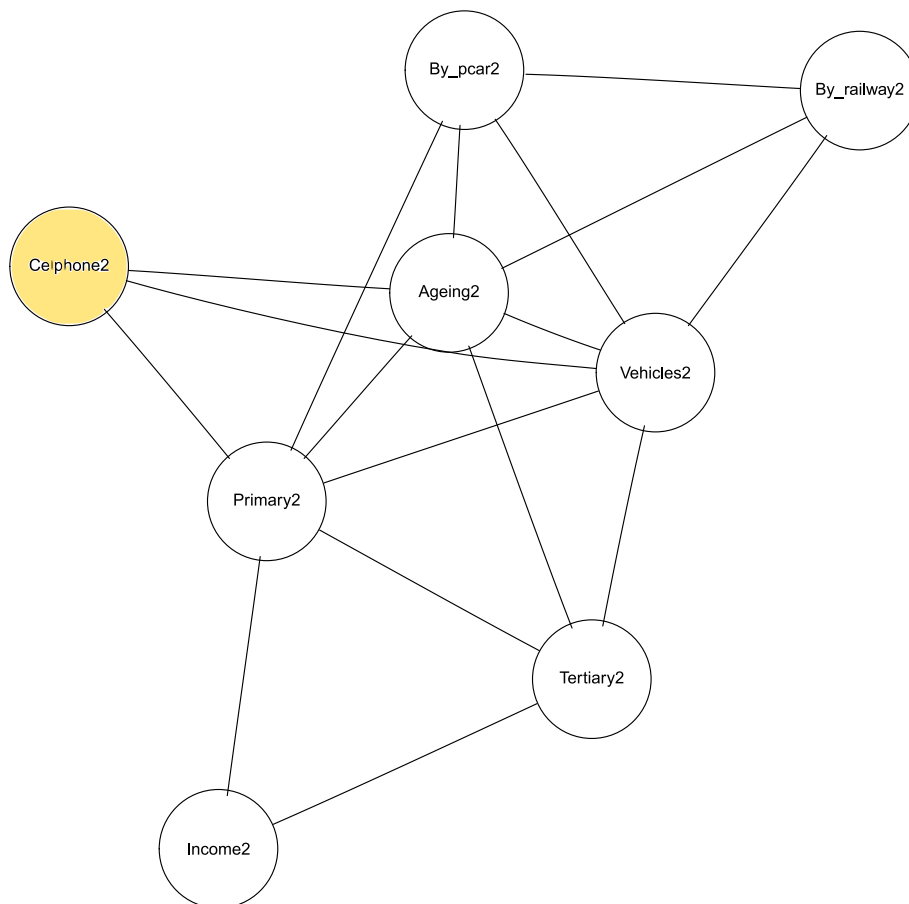 By_pcar2
By_railway2
Celphone2
Ageing2
Vehicles2
Primary2
Tertiary2
Income2